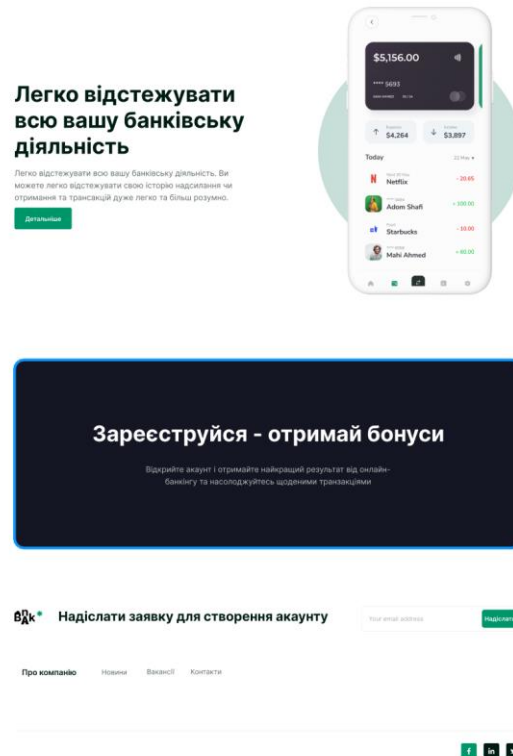 $5,156.00
**** 5693
$4,264
$3,897
Today
Netflix
- 20.05
Adom Shafi
+ 100.00
Starbucks
- 10.00
Mahi Ahmed
+ 60.00
Легко відстежувати
всю вашу банківську
діяльність
Легко відстежувати всю вашу банківську діяльність. Ви
можете легко відстежувати свою історію надсилання чи
отримання та трансакцій дуже легко та більш розумно.
Детальніше
Зареєструйся - отримай бонуси
Відкрийте акаунт і отримайте найкращий результат від онлайн-
банкінгу та насолоджуйтесь щоденими транзакціями
Надіслати заявку для створення акаунту
Your email address
Надіслати
Про компанію
Новини
Вакансії
Контакти